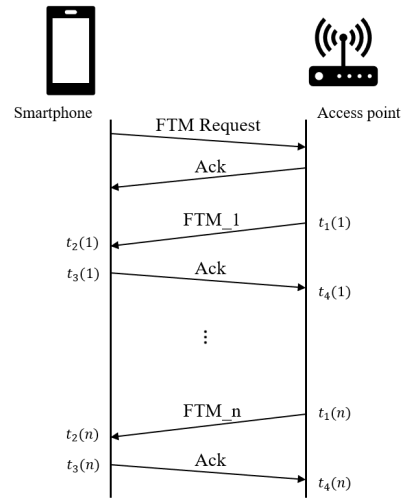 Smartphone
Access point
FTM Request
Ack
FTM_1
t₁(1)
t₂(1)
t₃(1)
Ack
t₄(1)
⋮
FTM_n
t₁(n)
t₂(n)
t₃(n)
Ack
t₄(n)